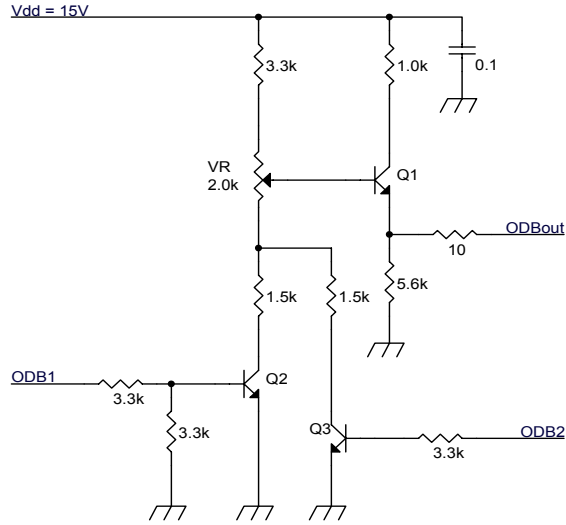 Vdd = 15V
3.3k
1.0k
0.1
VR
2.0k
Q1
ODBout
10
1.5k
1.5k
5.6k
ODB1
3.3k
Q2
3.3k
Q3
ODB2
3.3k